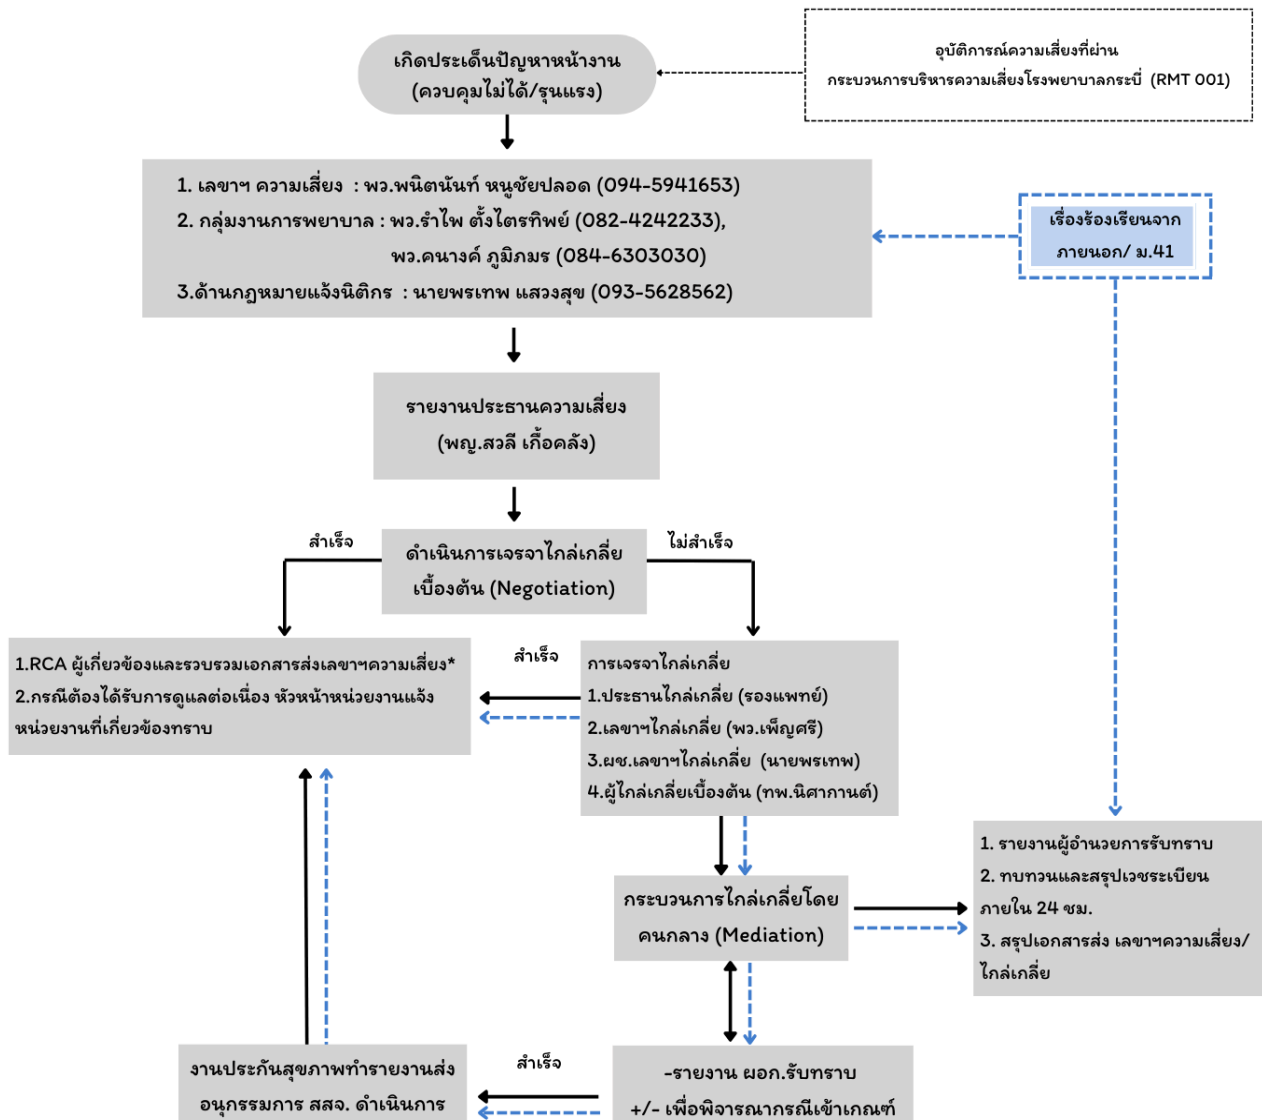 อุบัติการณ์ความเสี่ยงที่ผ่าน
กระบวนการบริหารความเสี่ยงโรงพยาบาลกระบี่ (RMT 001)
เกิดประเด็นปัญหาหน้างาน
(ควบคุมไม่ได้/รุนแรง)
1. เลขาฯ ความเสี่ยง : พว.พนิตนันท์ หนูชัยปลอด (094-5941653)
2. กลุ่มงานการพยาบาล : พว.รำไพ ตั้งไตรทิพย์ (082-4242233),
พว.คนางค์ ภูมิภมร (084-6303030)
3.ด้านกฎหมายแจ้งนิติกร : นายพรเทพ แสวงสุข (093-5628562)
เรื่องร้องเรียนจาก
ภายนอก/ ม.41
รายงานประธานความเสี่ยง
(พญ.สวลี เกื้อคลัง)
สำเร็จ
ดำเนินการเจรจาไกล่เกลี่ย
เบื้องต้น (Negotiation)
ไม่สำเร็จ
1.RCA ผู้เกี่ยวข้องและรวบรวมเอกสารส่งเลขาฯความเสี่ยง*
2.กรณีต้องได้รับการดูแลต่อเนื่อง หัวหน้าหน่วยงานแจ้ง
หน่วยงานที่เกี่ยวข้องทราบ
สำเร็จ
การเจรจาไกล่เกลี่ย
1.ประธานไกล่เกลี่ย (รองแพทย์)
2.เลขาฯไกล่เกลี่ย (พว.เพ็ญศรี)
3.ผช.เลขาฯไกล่เกลี่ย (นายพรเทพ)
4.ผู้ไกล่เกลี่ยเบื้องต้น (ทพ.นิศากานต์)
กระบวนการไกล่เกลี่ยโดย
คนกลาง (Mediation)
1. รายงานผู้อำนวยการรับทราบ
2. ทบทวนและสรุปเวชระเบียน
ภายใน 24 ชม.
3. สรุปเอกสารส่ง เลขาฯความเสี่ยง/
ไกล่เกลี่ย
งานประกันสุขภาพทำรายงานส่ง
อนุกรรมการ สสจ. ดำเนินการ
สำเร็จ
-รายงาน ผอก.รับทราบ
+/- เพื่อพิจารณากรณีเข้าเกณฑ์